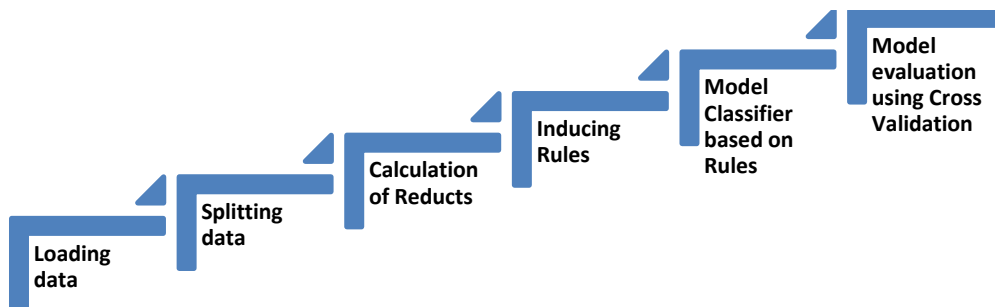 Loading
data
Splitting
data
Calculation
of Reducts
Inducing
Rules
Model
Classifier
based on
Rules
Model
evaluation
using Cross
Validation